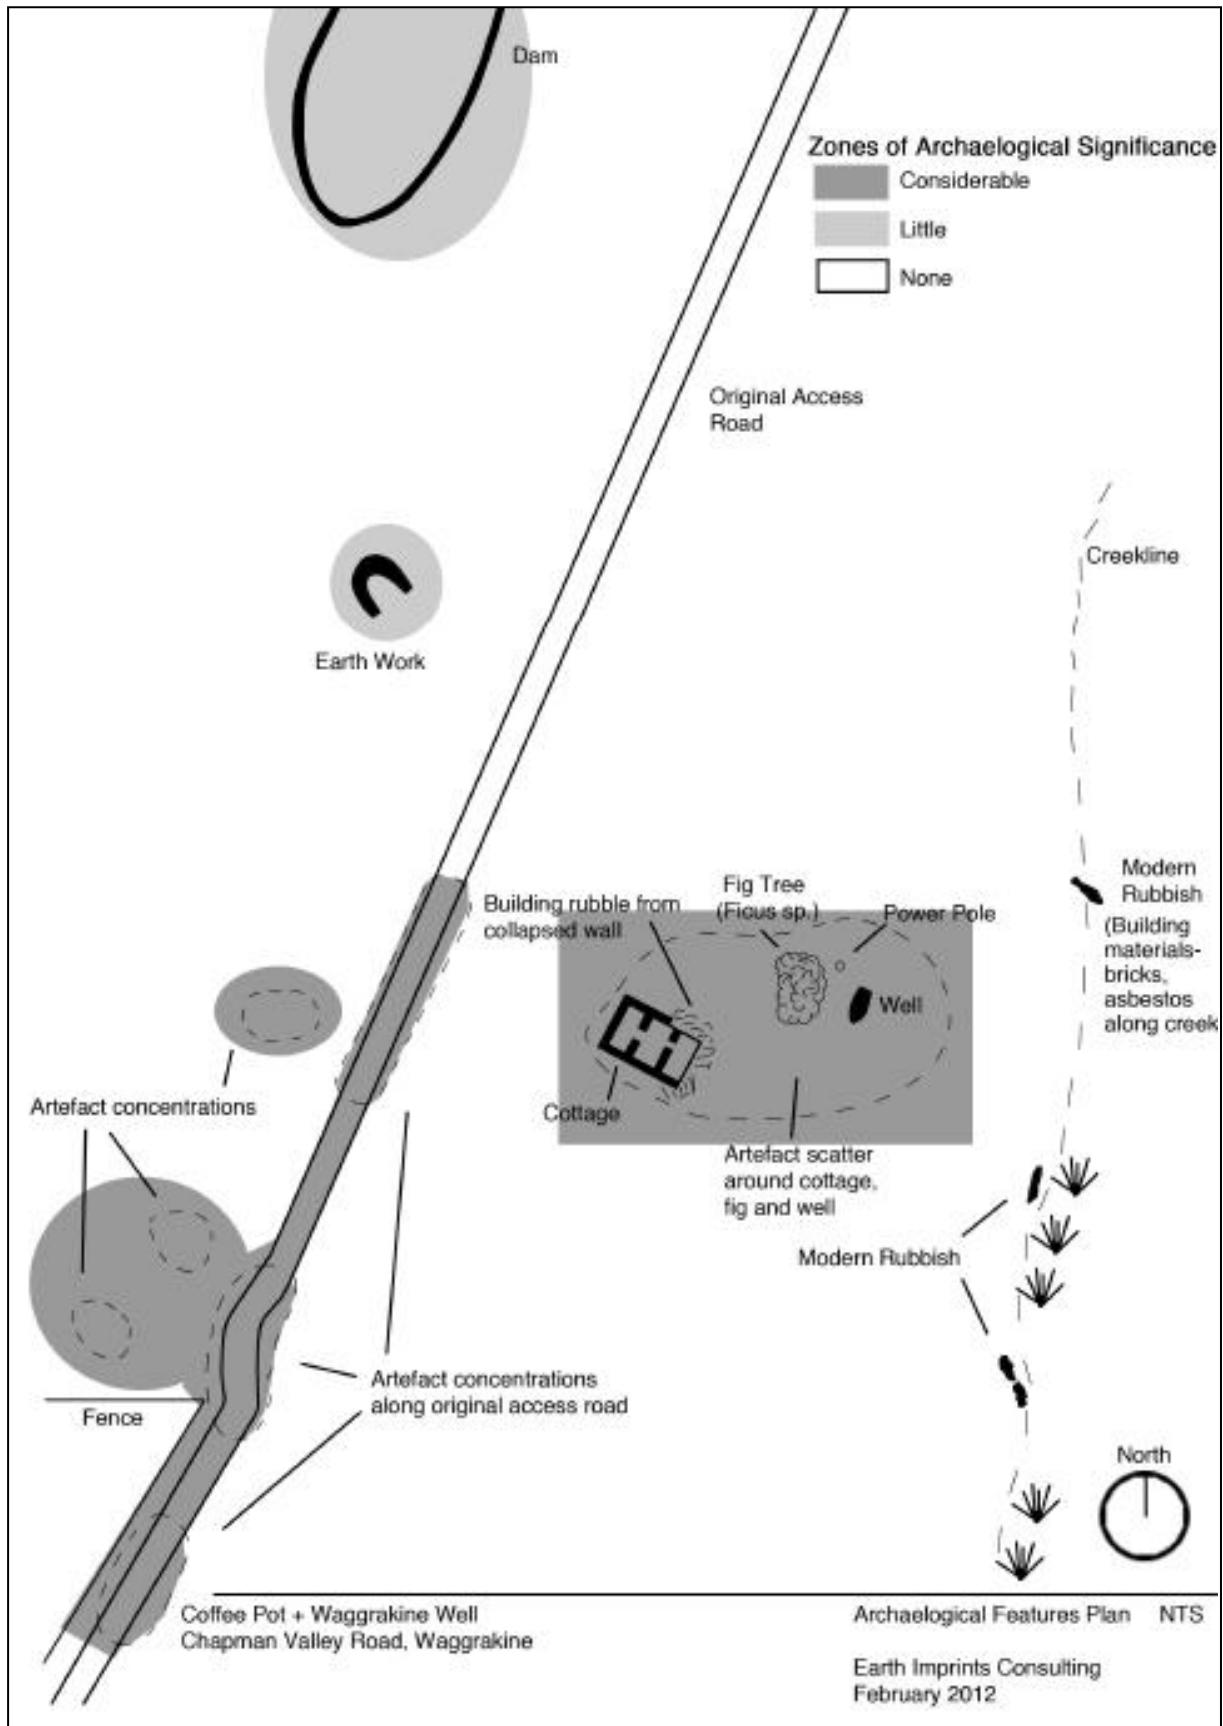 Dam
Zones of Archaelogical Significance
Considerable
Little
None
Original Access
Road
Creekline
Earth Work
Modern
Rubbish
(Building
materials-
bricks,
asbestos
along creek
Fig Tree
(Ficus sp.)
Power Pole
Building rubble from
collapsed wall
Well
Cottage
Artefact concentrations
Artefact scatter
around cottage,
fig and well
Modern Rubbish
Artefact concentrations
along original access road
Fence
North
Coffee Pot + Waggrakine Well
Chapman Valley Road, Waggrakine
Archaelogical Features Plan NTS
Earth Imprints Consulting
February 2012